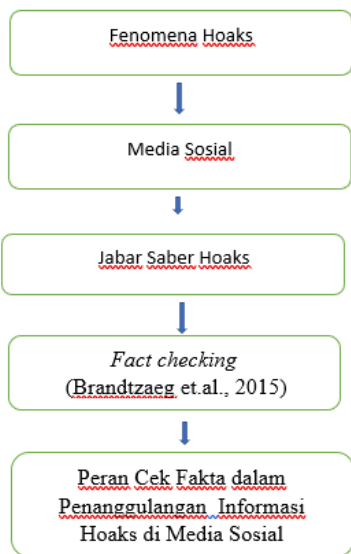 Fenomena Hoaks
Media Sosial
Jabar Saber Hoaks
Fact checking
(Brandtzaeg et.al., 2015)
Peran Cek Fakta dalam
Penanggulangan Informasi
Hoaks di Media Sosial